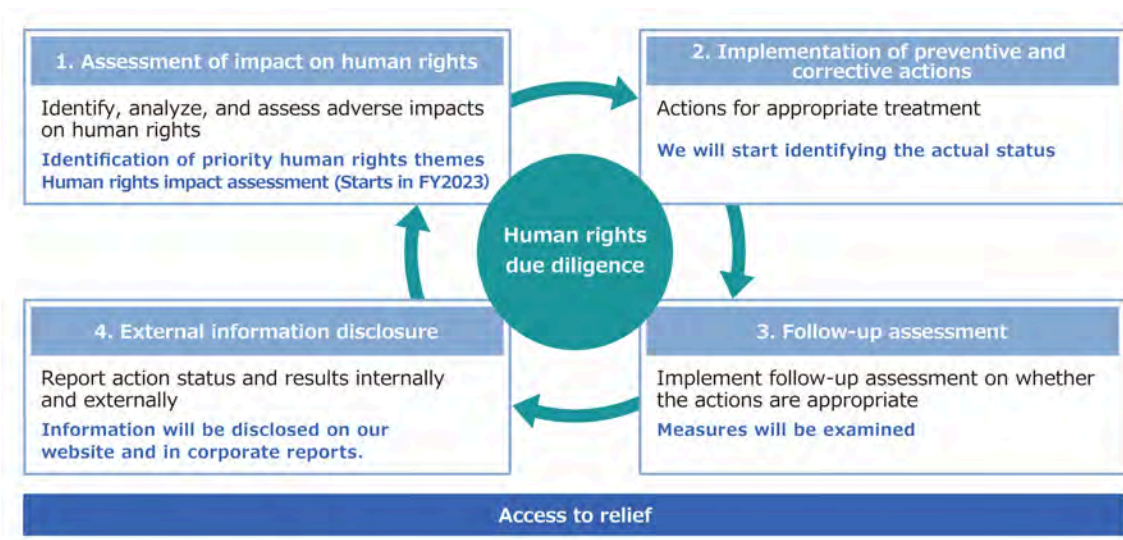 1. Assessment of impact on human rights
Identify, analyze, and assess adverse impacts
on human rights
Identification of priority human rights themes
Human rights impact assessment (Starts in FY2023)
2. Implementation of preventive and
corrective actions
Actions for appropriate treatment
We will start identifying the actual status
Human rights
due diligence
4. External information disclosure
Report action status and results internally
and externally
Information will be disclosed on our
website and in corporate reports.
3. Follow-up assessment
Implement follow-up assessment on whether
the actions are appropriate
Measures will be examined
Access to relief